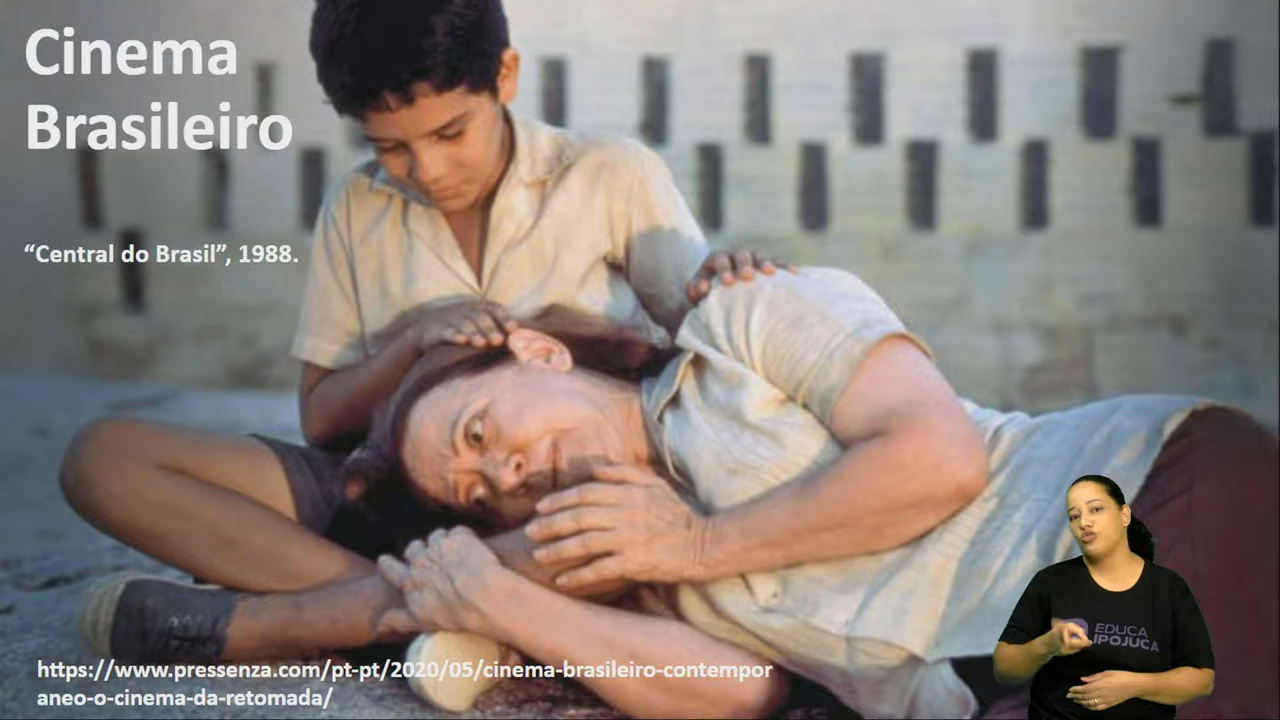 Cinema
Brasileiro
“Central do Brasil”, 1988.
EDUCA
IPOJUCA
https://www.pressenza.com/pt-pt/2020/05/cinema-brasileiro-contempor
aneo-o-cinema-da-retomada/